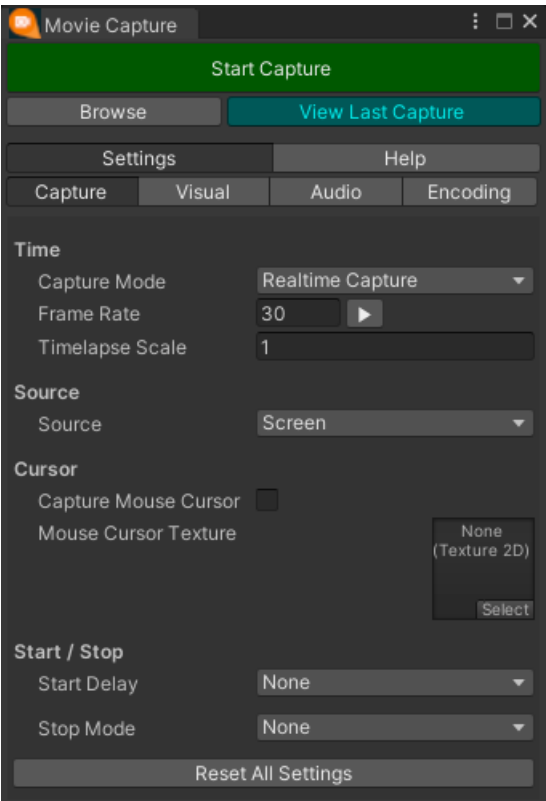 Movie Capture
Start Capture
Browse View Last Capture
Settings Help
Capture Visual Audio Encoding
Time
Capture Mode Realtime Capture
Frame Rate 30
Timelapse Scale 1
Source
Source Screen
Cursor
Capture Mouse Cursor
Mouse Cursor Texture None
(Texture 2D)
Select
Start / Stop
Start Delay None
Stop Mode None
Reset All Settings